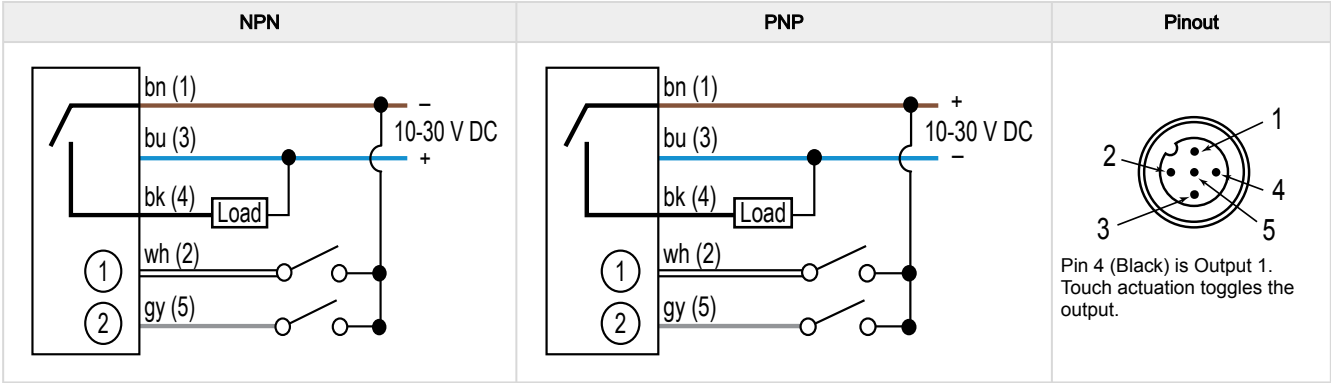 NPN
PNP
Pinout
bn (1)
–
10-30 V DC
bu (3)
+
bk (4)
Load
wh (2)
1
gy (5)
2
bn (1)
+
10-30 V DC
bu (3)
–
bk (4)
Load
wh (2)
1
gy (5)
2
1
2
4
3
5
Pin 4 (Black) is Output 1.
Touch actuation toggles the
output.